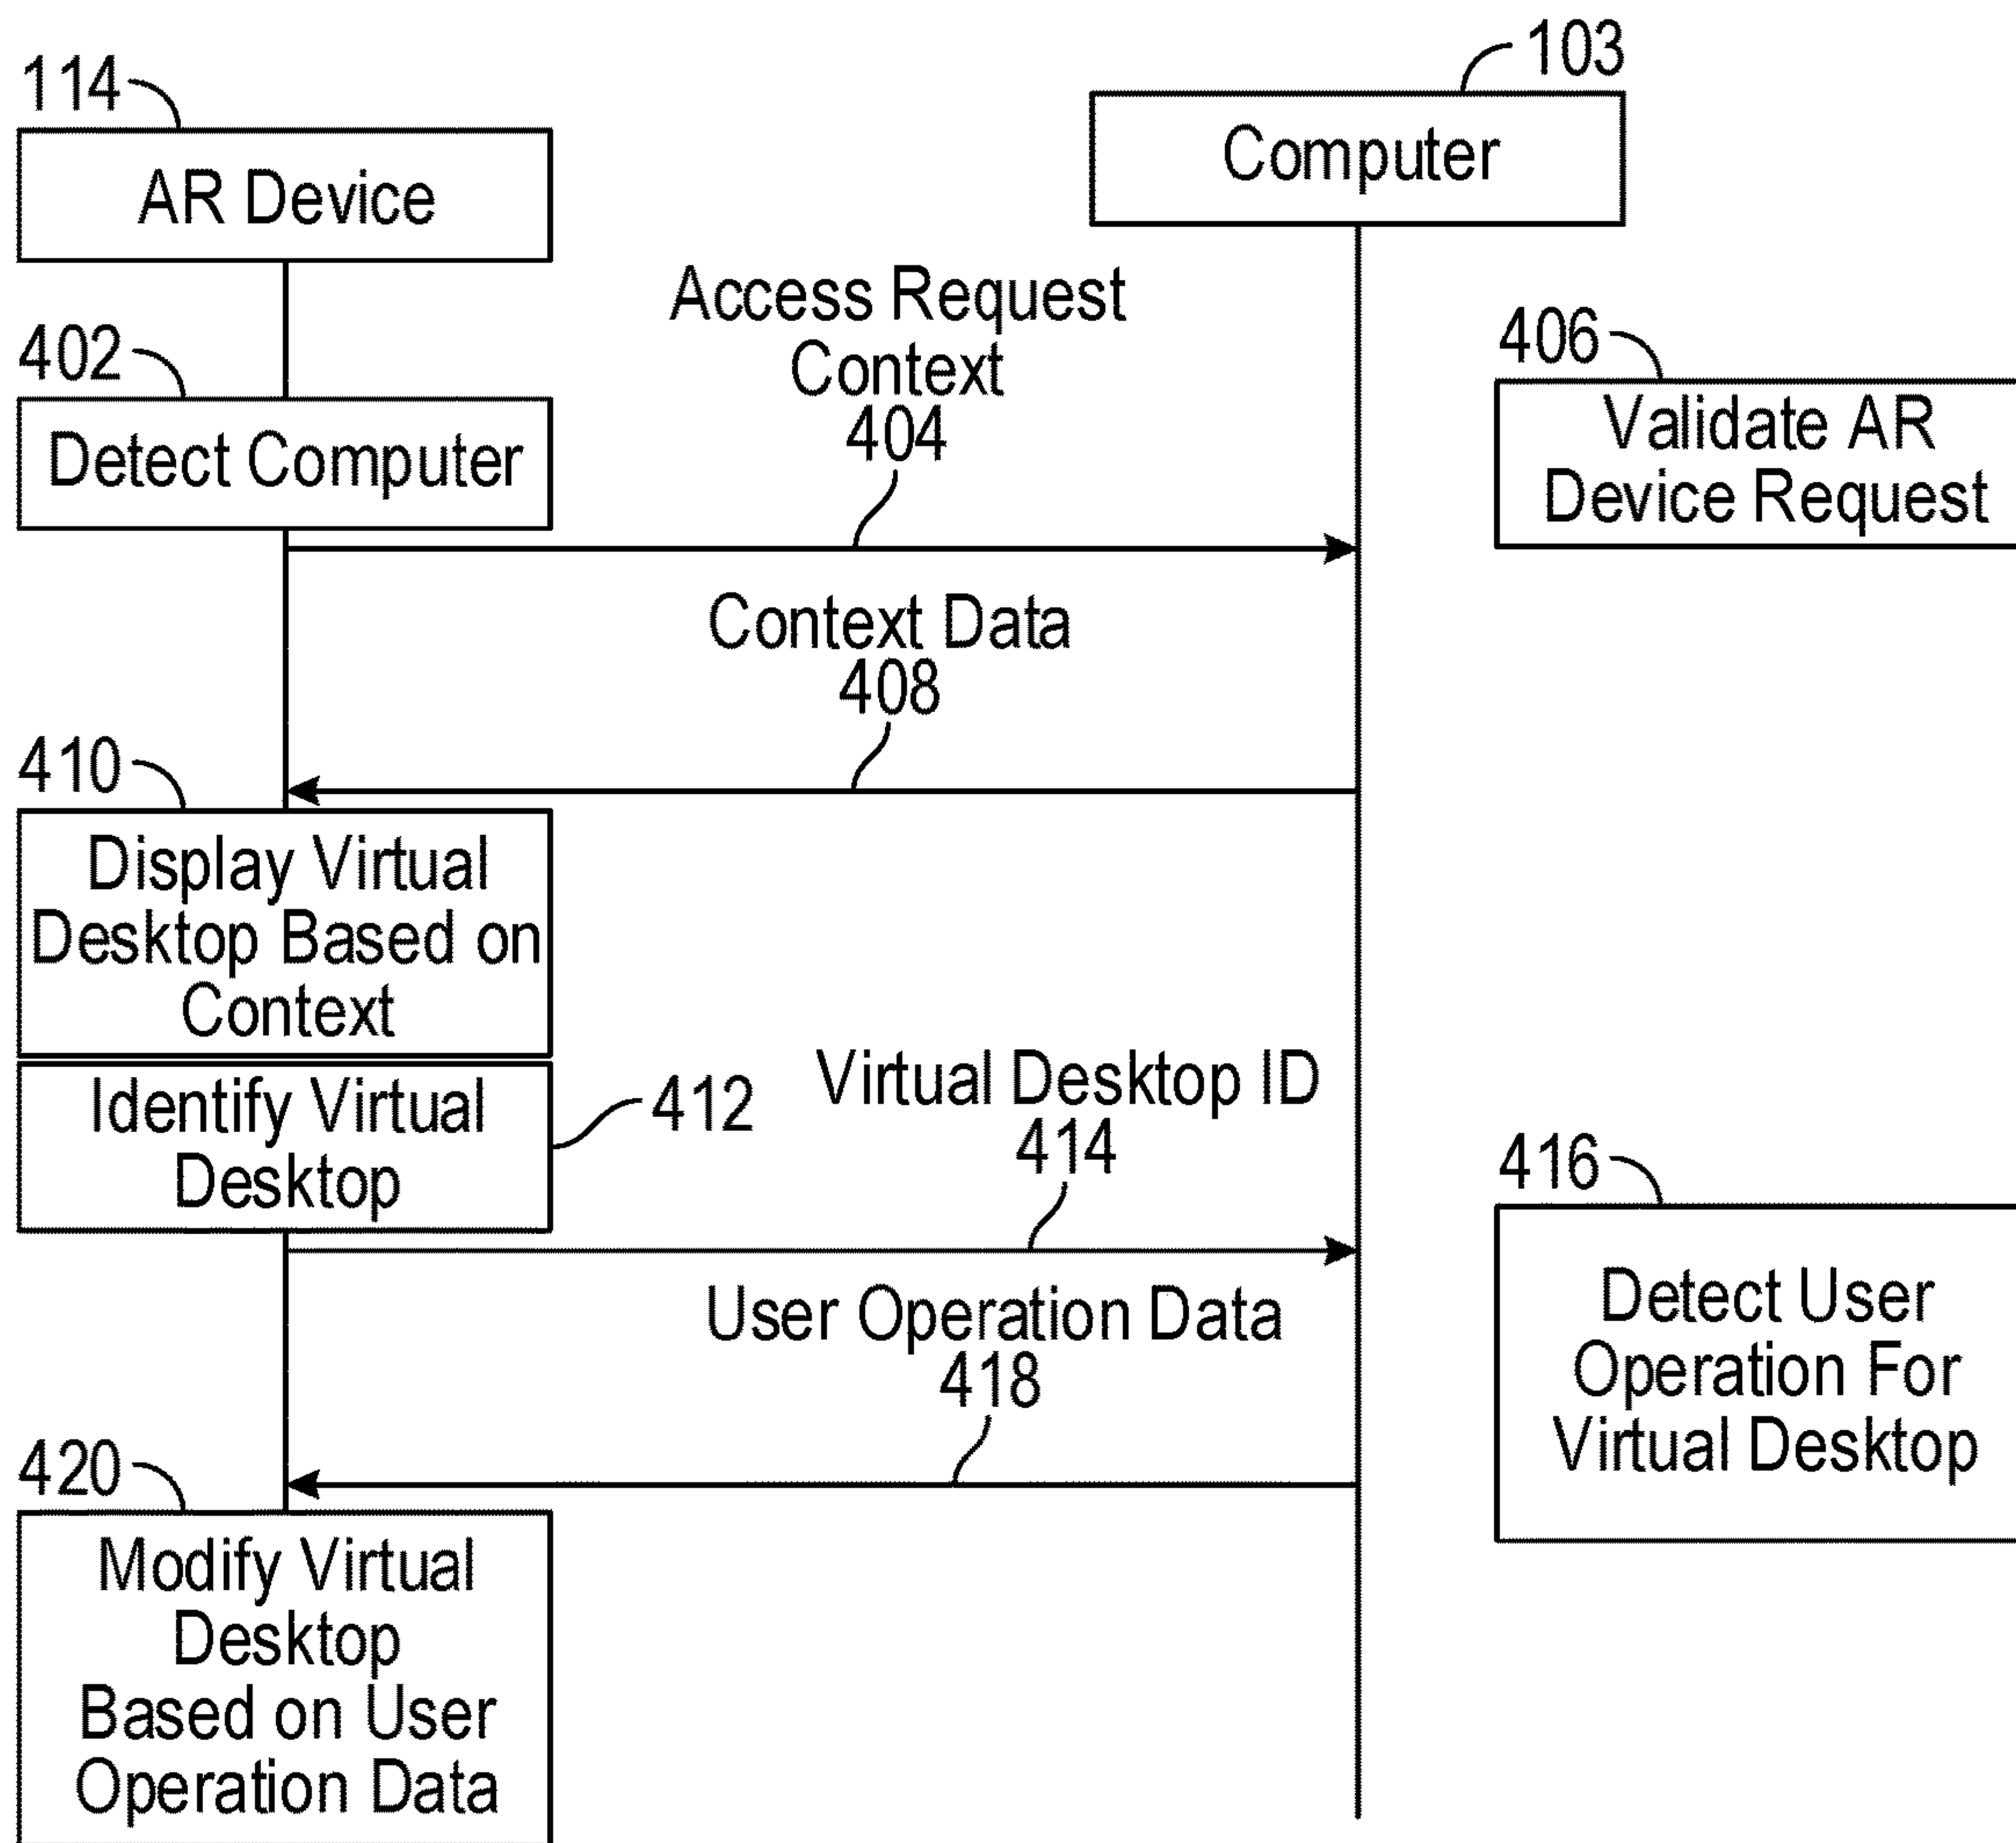 103
114
Computer
AR Device
Access Request
Context
404
402
406
Detect Computer
Validate AR
Device Request
Context Data
408
410
Display Virtual
Desktop Based on
Context
Identify Virtual
Desktop
412
Virtual Desktop ID
414
416
Detect User
Operation For
Virtual Desktop
User Operation Data
418
420
Modify Virtual
Desktop
Based on User
Operation Data